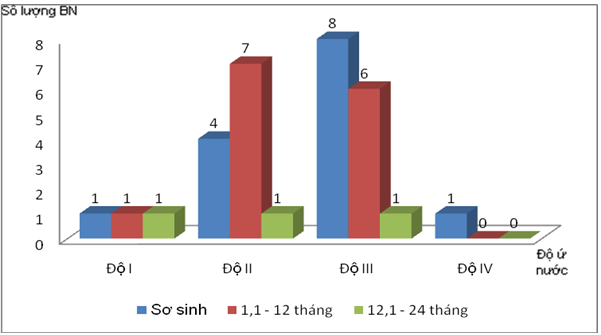 Số lượng BN
8
7
6
5
4
3
2
1
0
1 1 1
4 7 1
8 6 1
1 0 0
Độ I Độ II Độ III Độ IV
Độ ứ
nước
Sơ sinh 1,1 - 12 tháng 12,1 - 24 tháng